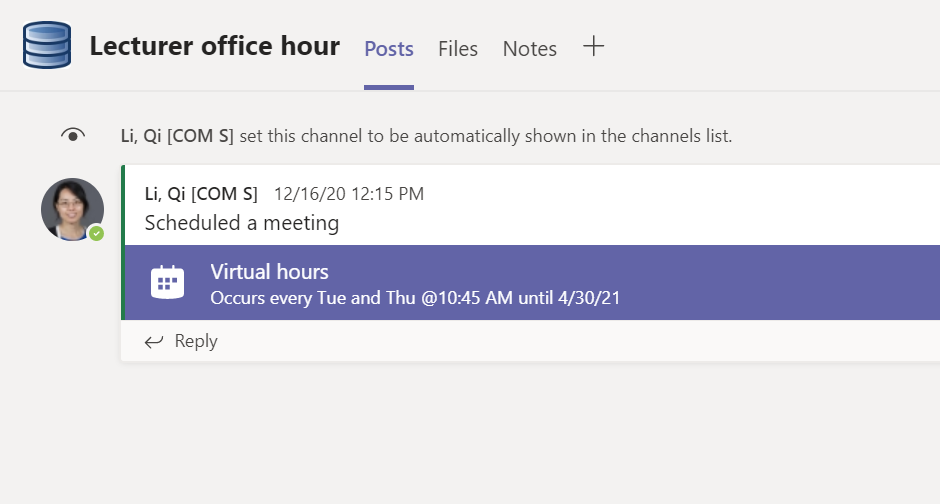 Lecturer office hour Posts Files Notes
Li, Qi [COM S] set this channel to be automatically shown in the channels list.
Li, Qi [COM S] 12/16/20 12:15 PM
Scheduled a meeting
Virtual hours
Occurs every Tue and Thu @10:45 AM until 4/30/21
Reply